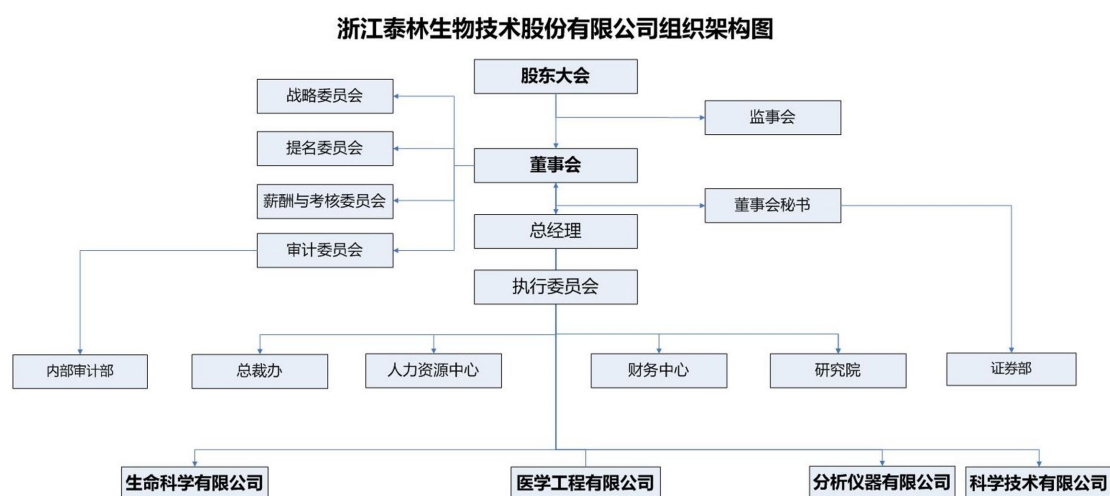 浙江泰林生物技术股份有限公司组织架构图
股东大会
战略委员会
监事会
提名委员会
董事会
薪酬与考核委员会
董事会秘书
总经理
审计委员会
执行委员会
内部审计部
总裁办
人力资源中心
财务中心
研究院
证券部
生命科学有限公司
医学工程有限公司
分析仪器有限公司
科学技术有限公司